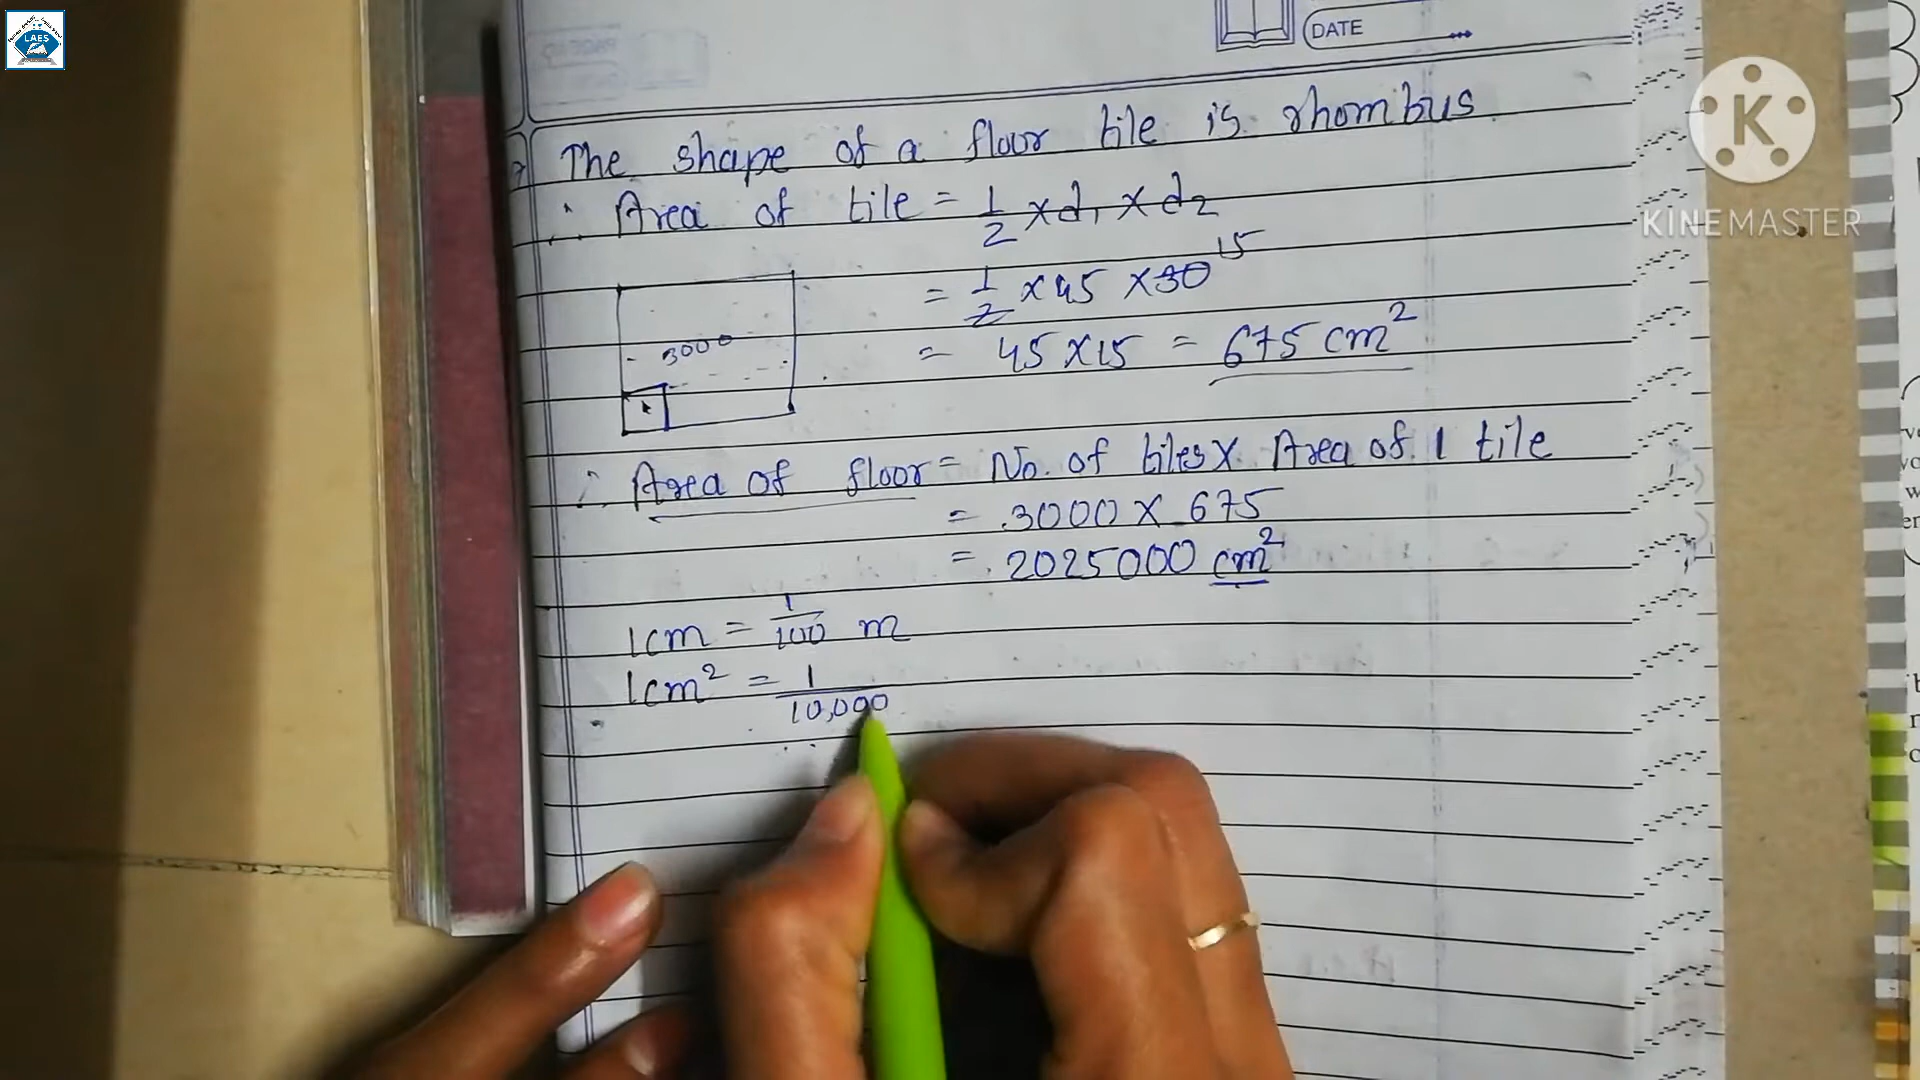 LAES
DATE
K
KINEMASTER
The shape of a floor tile is rhombus.
∴ Area of tile = 1/2 × d1 × d2
= 1/2 × 45 × 30 15
= 45 × 15 = 675 cm²
3000
∴ Area of floor = No. of tiles × Area of 1 tile
= 3000 × 675
= 2025000 cm²
1cm = 1/100 m
1cm² = 1/10,000